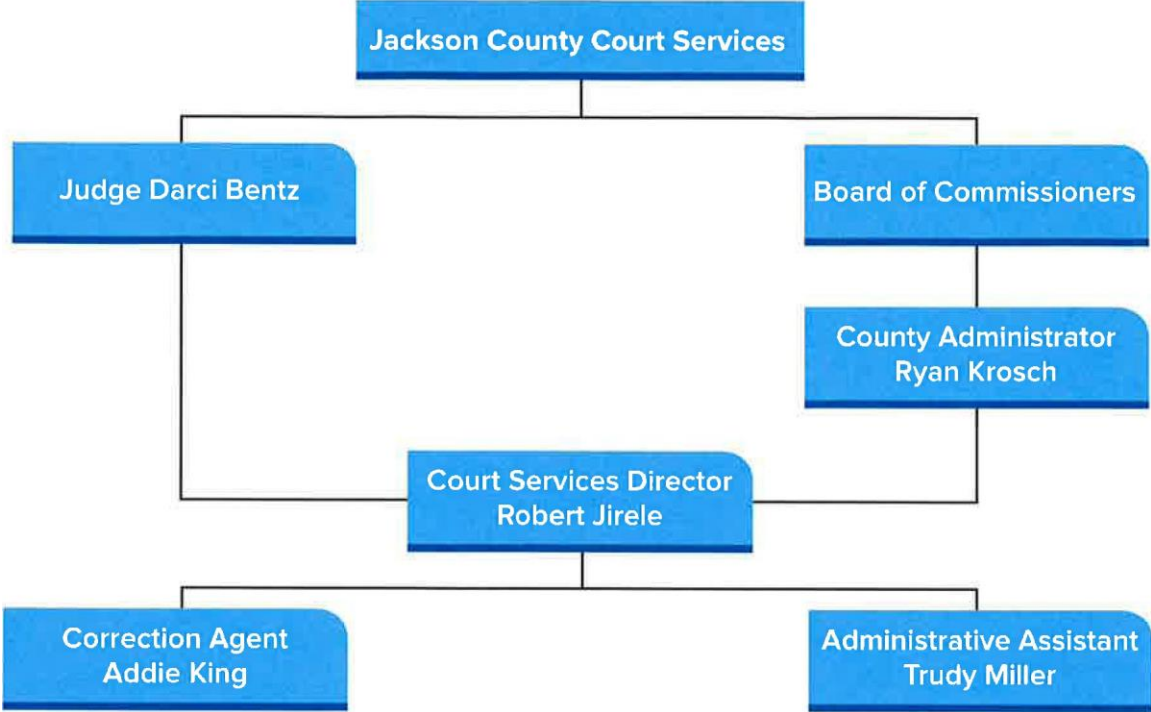 Jackson County Court Services
Judge Darci Bentz
Board of Commissioners
County Administrator
Ryan Krosch
Court Services Director
Robert Jirele
Correction Agent
Addie King
Administrative Assistant
Trudy Miller